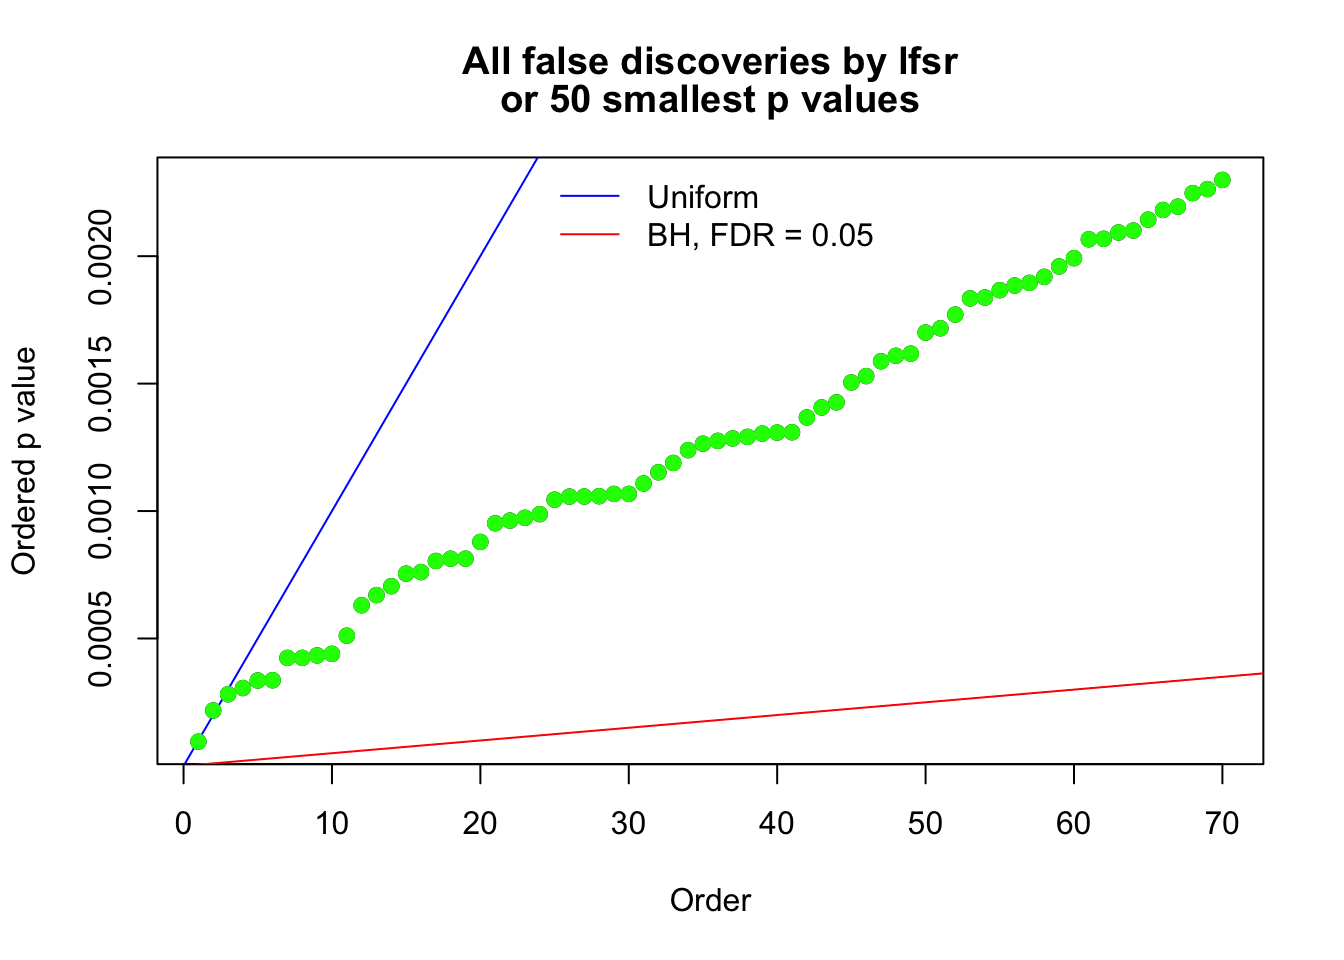 All false discoveries by lfsr
or 50 smallest p values
Uniform
BH, FDR = 0.05
Ordered p value
0.0005 0.0010 0.0015 0.0020
0 10 20 30 40 50 60 70
Order